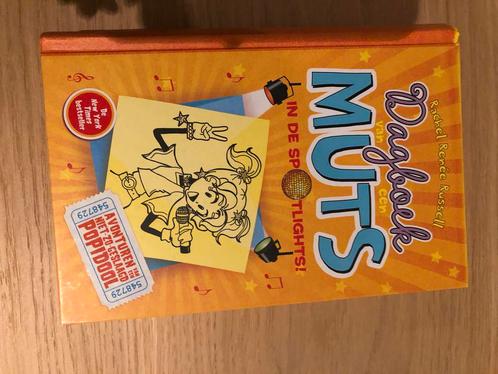 Rachel Renée Russell
Dagboek
van een
MUTS
IN DE SPOTLIGHTS!
De
New York
Times
bestseller
548729
AVONTUREN VAN EEN
NIET ZO GESLAAGD
POPIDOOL
548729